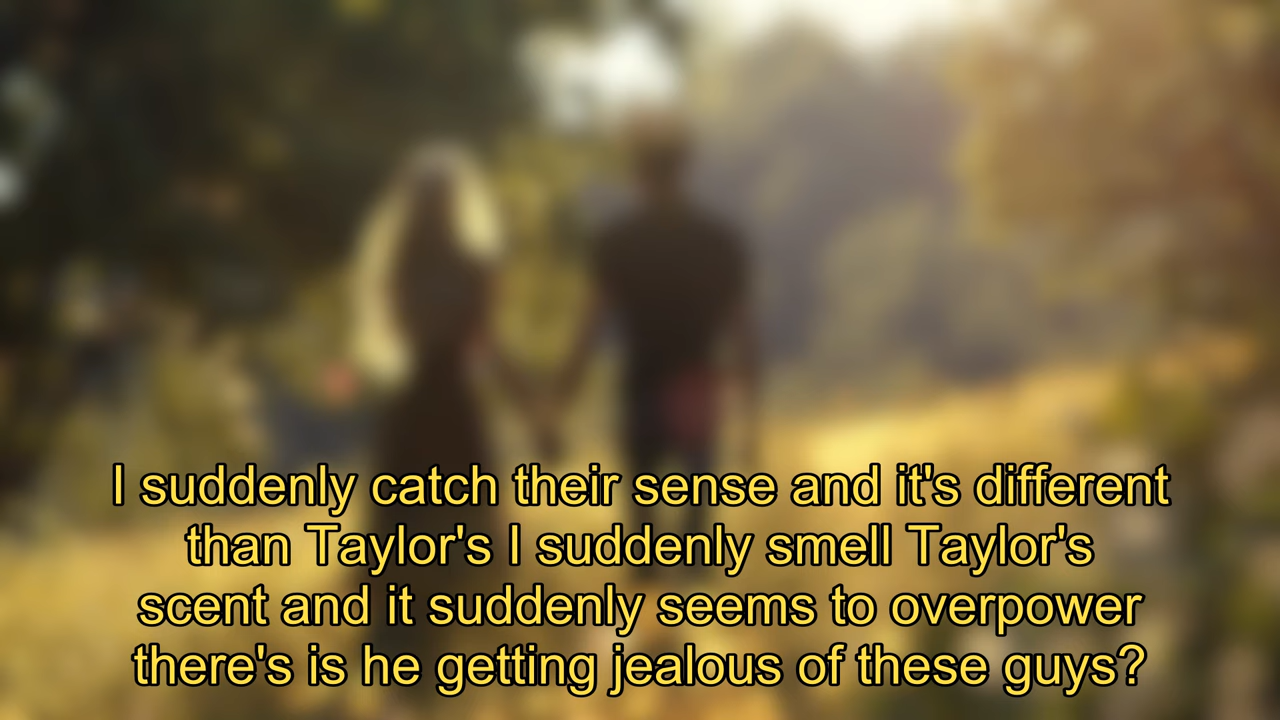 I suddenly catch their sense and it's different
than Taylor's I suddenly smell Taylor's
scent and it suddenly seems to overpower
there's is he getting jealous of these guys?